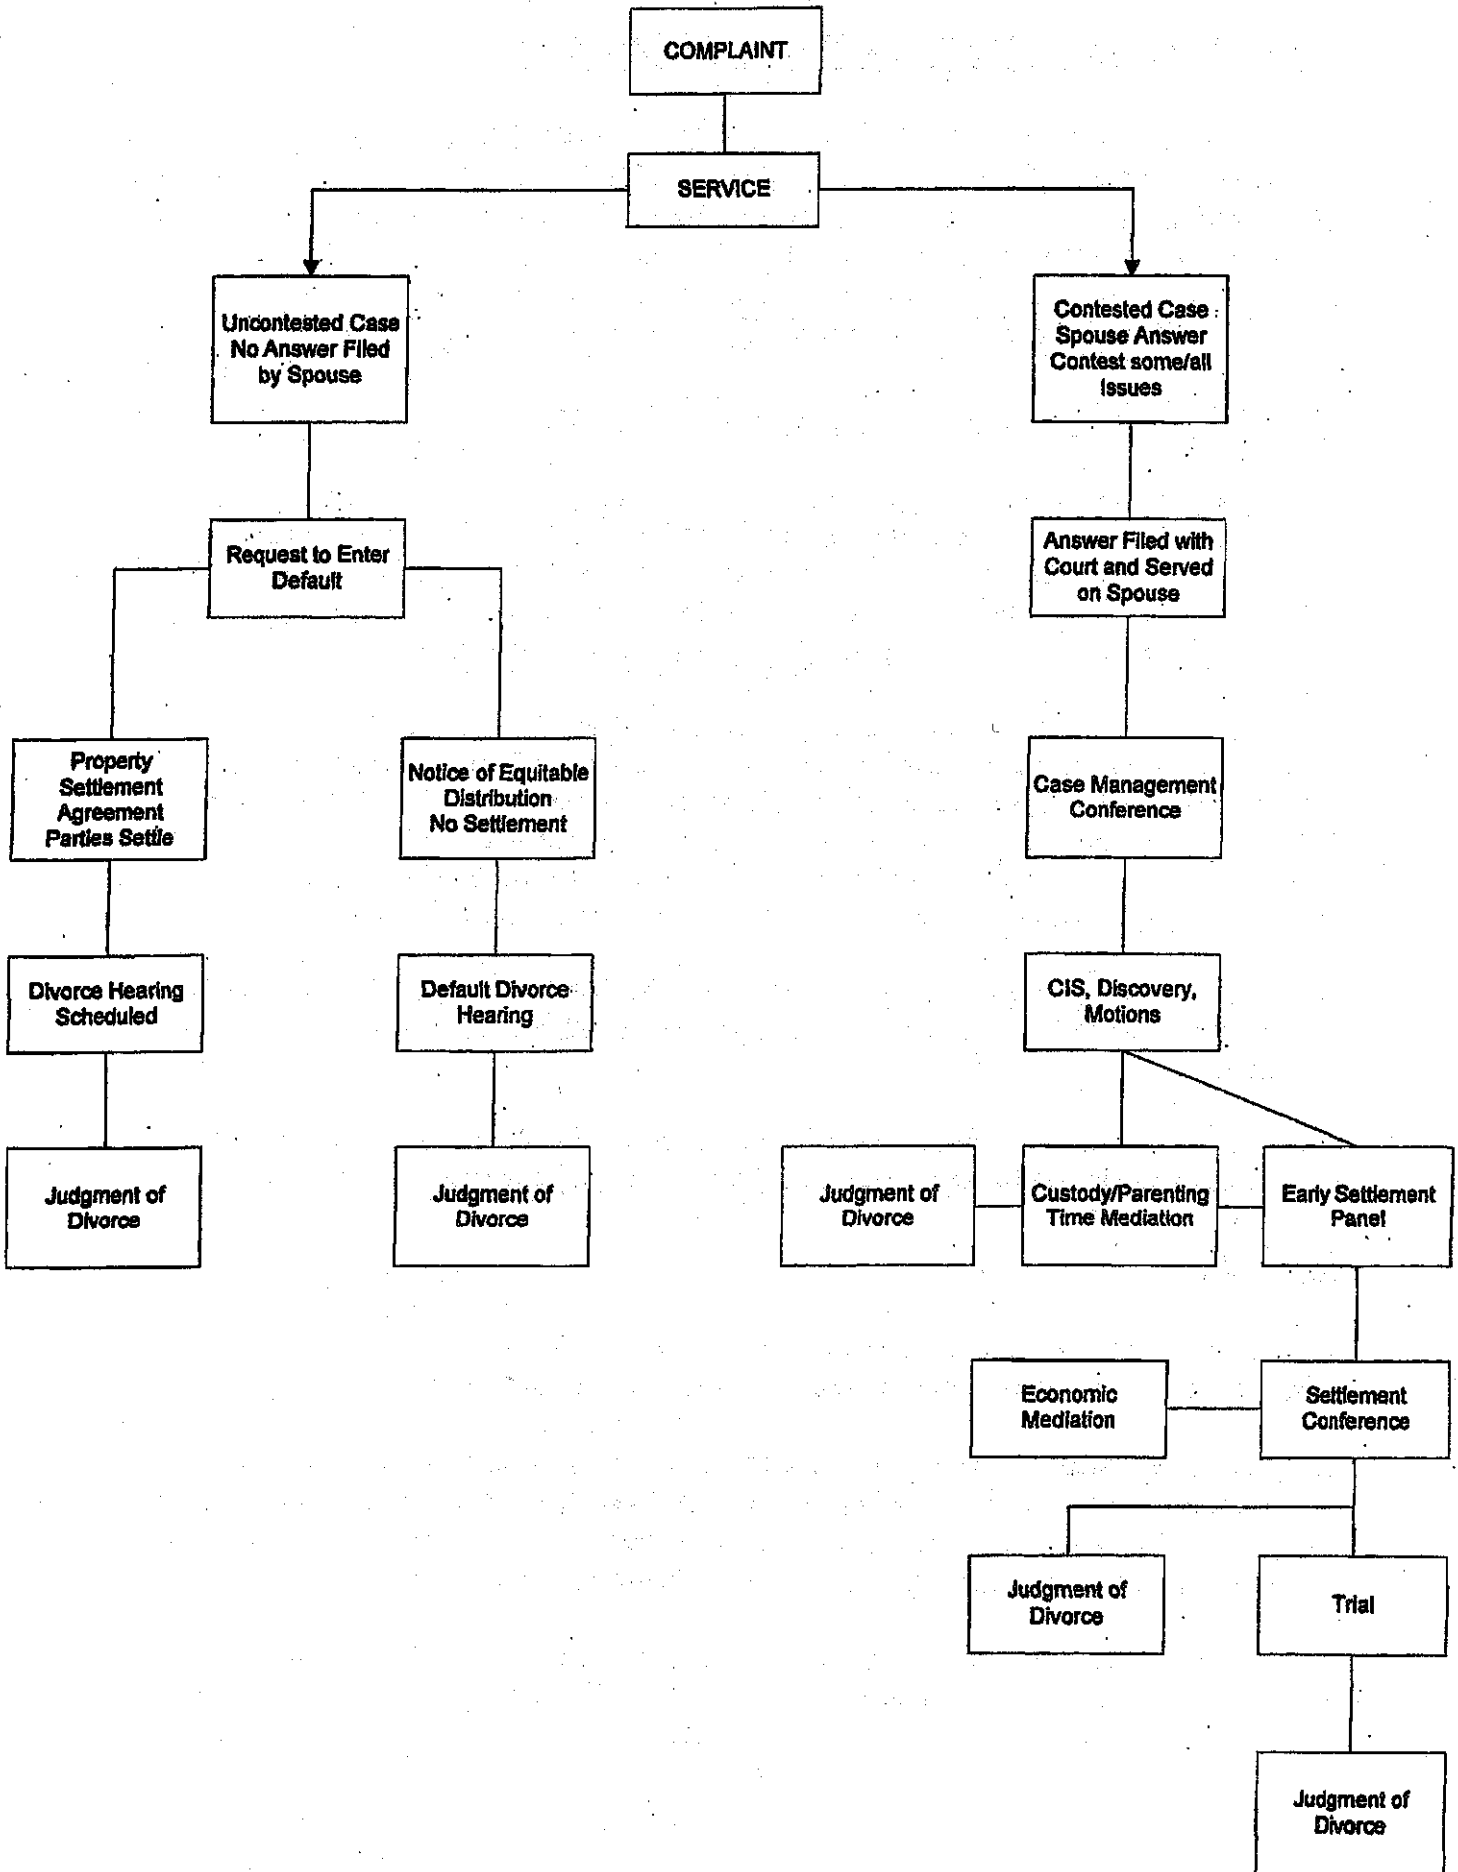 COMPLAINT
SERVICE
Uncontested Case
No Answer Filed
by Spouse
Contested Case
Spouse Answer
Contest some/all
Issues
Request to Enter
Default
Answer Filed with
Court and Served
on Spouse
Property
Settlement
Agreement
Parties Settle
Notice of Equitable
Distribution
No Settlement
Case Management
Conference
Divorce Hearing
Scheduled
Default Divorce
Hearing
CIS, Discovery,
Motions
Judgment of
Divorce
Judgment of
Divorce
Judgment of
Divorce
Custody/Parenting
Time Mediation
Early Settlement
Panel
Economic
Mediation
Settlement
Conference
Judgment of
Divorce
Trial
Judgment of
Divorce